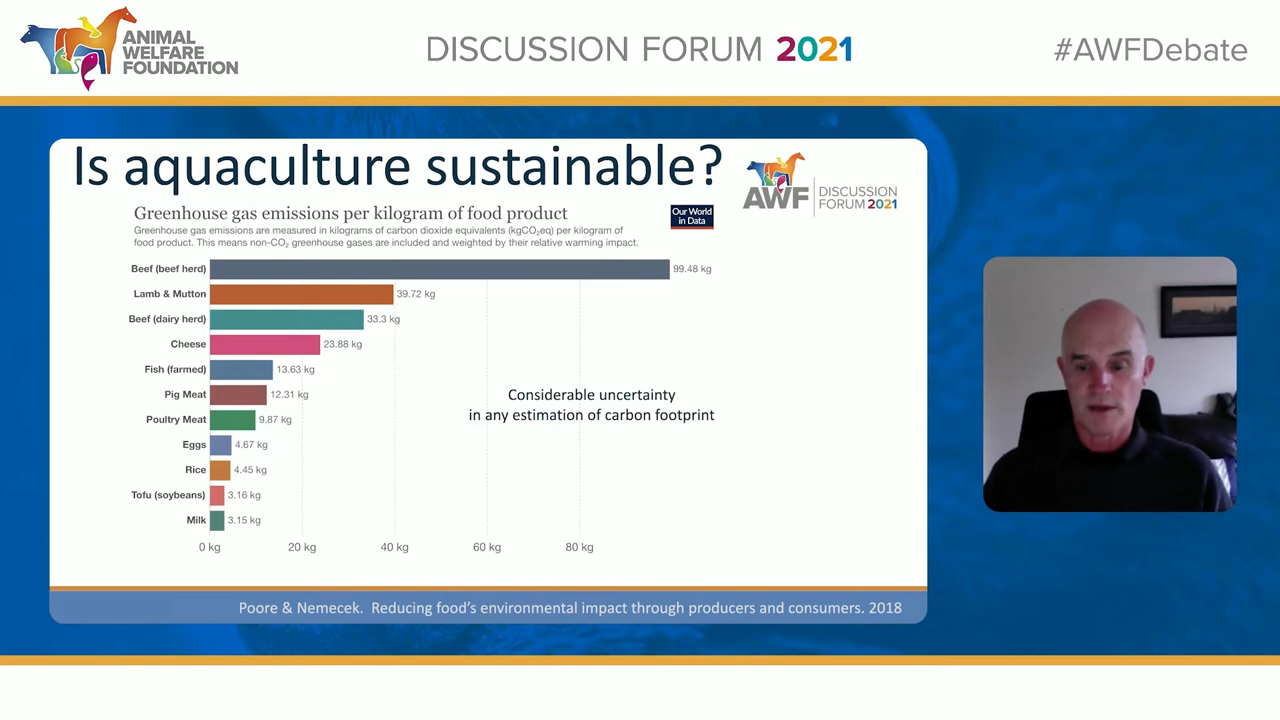 ANIMAL
WELFARE
FOUNDATION
DISCUSSION FORUM 2021
#AWFDebate
Is aquaculture sustainable?
AWF
DISCUSSION
FORUM 2021
Greenhouse gas emissions per kilogram of food product
Our World
in Data
Greenhouse gas emissions are measured in kilograms of carbon dioxide equivalents (kgCO₂eq) per kilogram of
food product. This means non-CO₂ greenhouse gases are included and weighted by their relative warming impact.
Beef (beef herd) 99.48 kg
Lamb & Mutton 39.72 kg
Beef (dairy herd) 33.3 kg
Cheese 23.88 kg
Fish (farmed) 13.63 kg
Pig Meat 12.31 kg
Poultry Meat 9.87 kg
Eggs 4.67 kg
Rice 4.45 kg
Tofu (soybeans) 3.16 kg
Milk 3.15 kg
0 kg 20 kg 40 kg 60 kg 80 kg
Considerable uncertainty
in any estimation of carbon footprint
Poore & Nemecek. Reducing food's environmental impact through producers and consumers. 2018